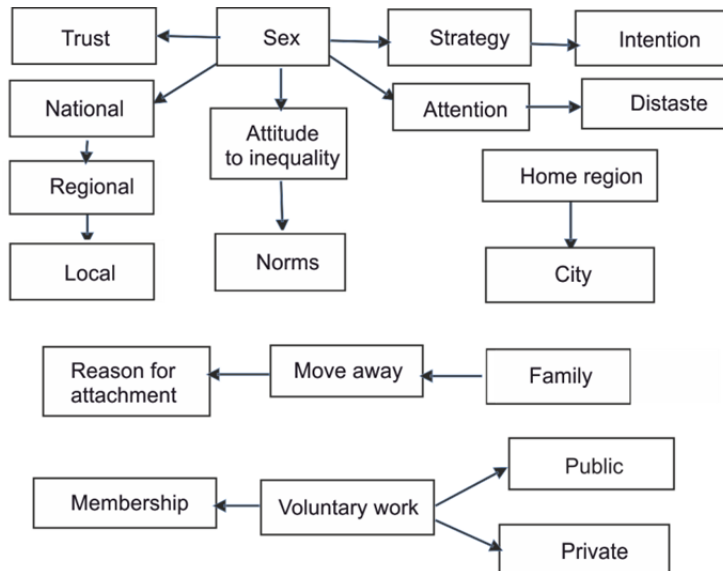 Trust
Sex
Strategy
Intention
National
Attitude
to inequality
Attention
Distaste
Regional
Home region
Local
Norms
City
Reason for
attachment
Move away
Family
Membership
Voluntary work
Public
Private